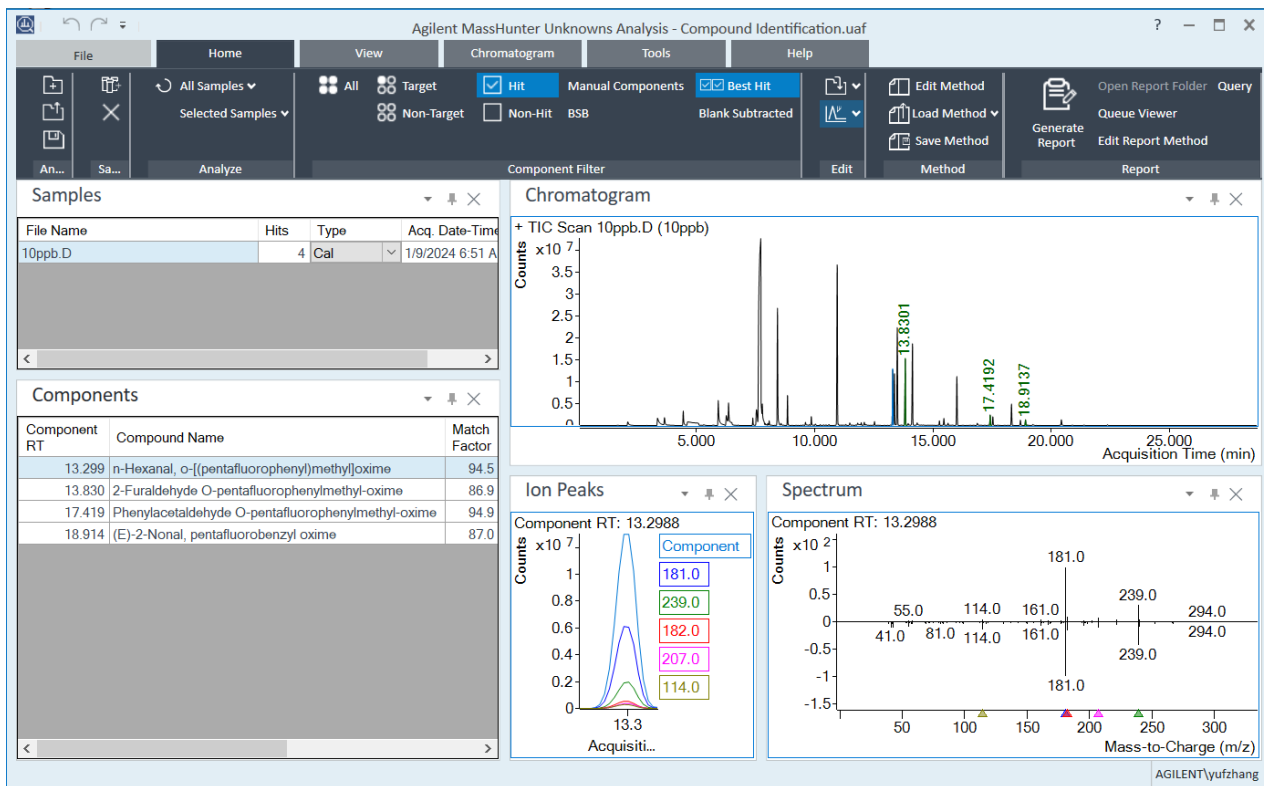 Agilent MassHunter Unknowns Analysis - Compound Identification.uaf
?
File Home View Chromatogram Tools Help
All Samples All Target Hit Manual Components Best Hit Edit Method Open Report Folder Query
Selected Samples Non-Target Non-Hit BSB Blank Subtracted Load Method Generate Report Queue Viewer
Save Method Edit Report Method
An... Sa... Analyze Component Filter Edit Method Report
Samples
File Name Hits Type Acq. Date-Time
10ppb.D 4 Cal 1/9/2024 6:51 A
Components
Component RT Compound Name Match Factor
13.299 n-Hexanal, o-[(pentafluorophenyl)methyl]oxime 94.5
13.830 2-Furaldehyde O-pentafluorophenylmethyl-oxime 86.9
17.419 Phenylacetaldehyde O-pentafluorophenylmethyl-oxime 94.9
18.914 (E)-2-Nonal, pentafluorobenzyl oxime 87.0
Chromatogram
+ TIC Scan 10ppb.D (10ppb)
Counts
x10 7
3.5
3
2.5
2
1.5
1
0.5
0
13.8301
17.4192
18.9137
5.000 10.000 15.000 20.000 25.000
Acquisition Time (min)
Ion Peaks
Component RT: 13.2988
Counts
x10 7
1
0.8
0.6
0.4
0.2
0
Component
181.0
239.0
182.0
207.0
114.0
13.3
Acquisiti...
Spectrum
Component RT: 13.2988
Counts
x10 2
1
0.5
0
-0.5
-1
-1.5
181.0
239.0
55.0 114.0 161.0 294.0
41.0 81.0 114.0 161.0 294.0
239.0
181.0
50 100 150 200 250 300
Mass-to-Charge (m/z)
AGILENT\yufzhang